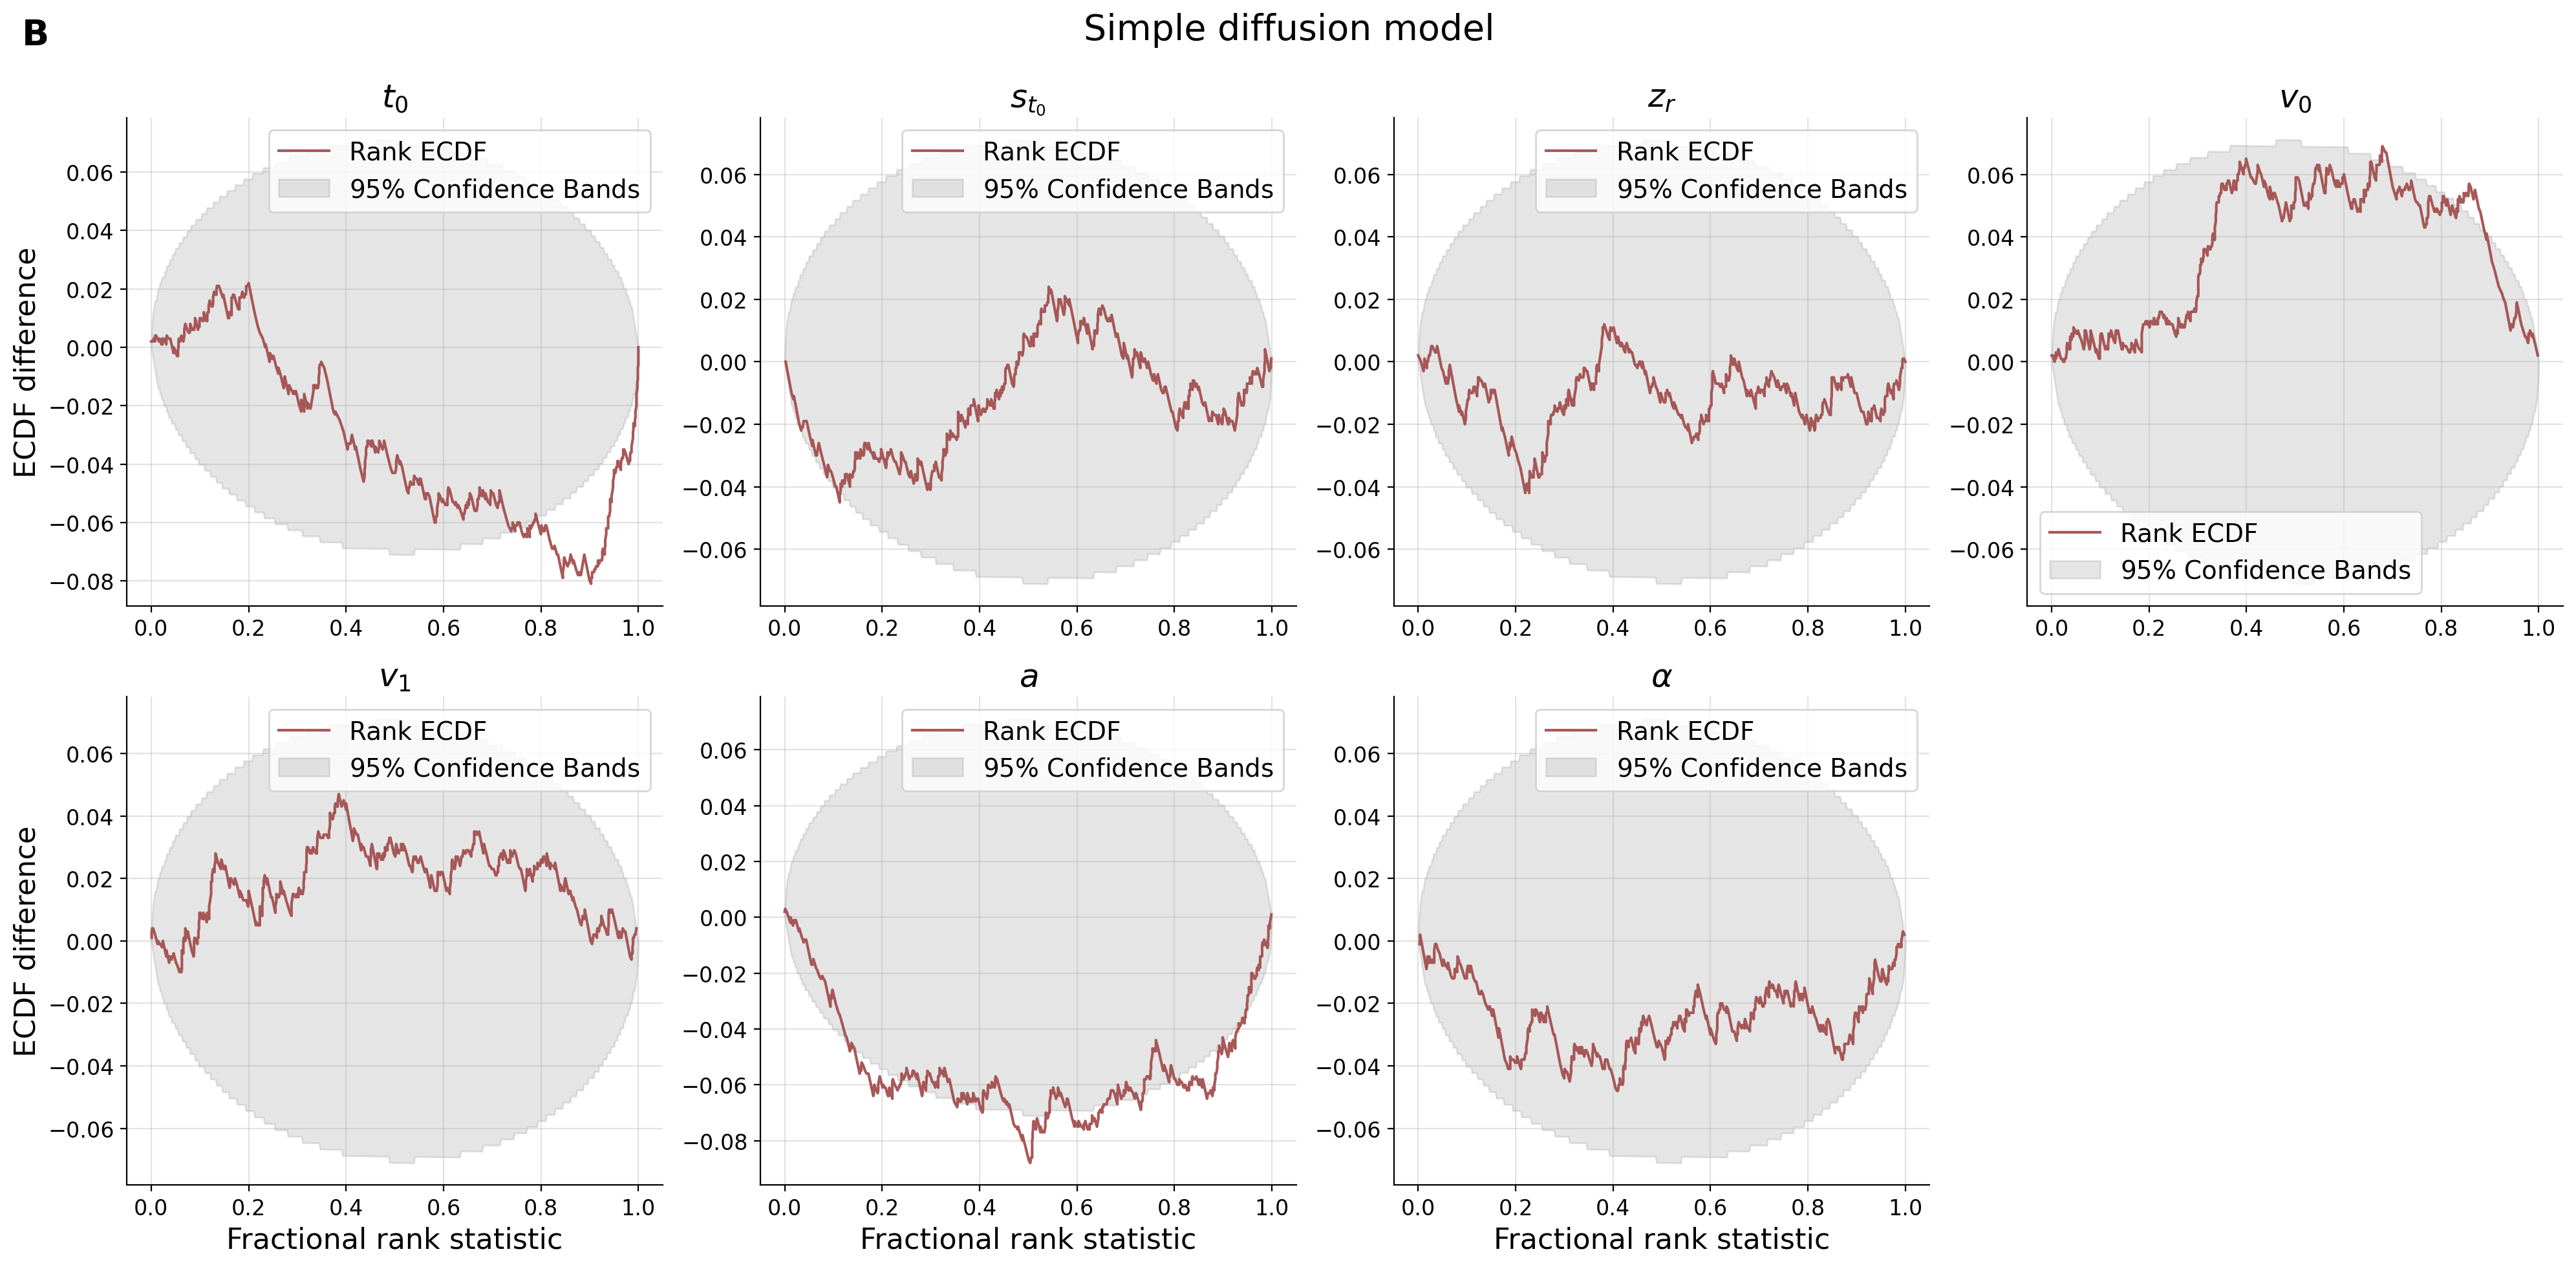 B
Simple diffusion model
t₀
s_{t₀}
z_r
v₀
Rank ECDF
95% Confidence Bands
Rank ECDF
95% Confidence Bands
Rank ECDF
95% Confidence Bands
Rank ECDF
95% Confidence Bands
ECDF difference
0.06
0.04
0.02
0.00
−0.02
−0.04
−0.06
−0.08
0.06
0.04
0.02
0.00
−0.02
−0.04
−0.06
0.06
0.04
0.02
0.00
−0.02
−0.04
−0.06
0.06
0.04
0.02
0.00
−0.02
−0.04
−0.06
0.0 0.2 0.4 0.6 0.8 1.0
0.0 0.2 0.4 0.6 0.8 1.0
0.0 0.2 0.4 0.6 0.8 1.0
0.0 0.2 0.4 0.6 0.8 1.0
v₁
a
α
Rank ECDF
95% Confidence Bands
Rank ECDF
95% Confidence Bands
Rank ECDF
95% Confidence Bands
ECDF difference
0.06
0.04
0.02
0.00
−0.02
−0.04
−0.06
0.06
0.04
0.02
0.00
−0.02
−0.04
−0.06
−0.08
0.06
0.04
0.02
0.00
−0.02
−0.04
−0.06
0.0 0.2 0.4 0.6 0.8 1.0
0.0 0.2 0.4 0.6 0.8 1.0
0.0 0.2 0.4 0.6 0.8 1.0
Fractional rank statistic
Fractional rank statistic
Fractional rank statistic